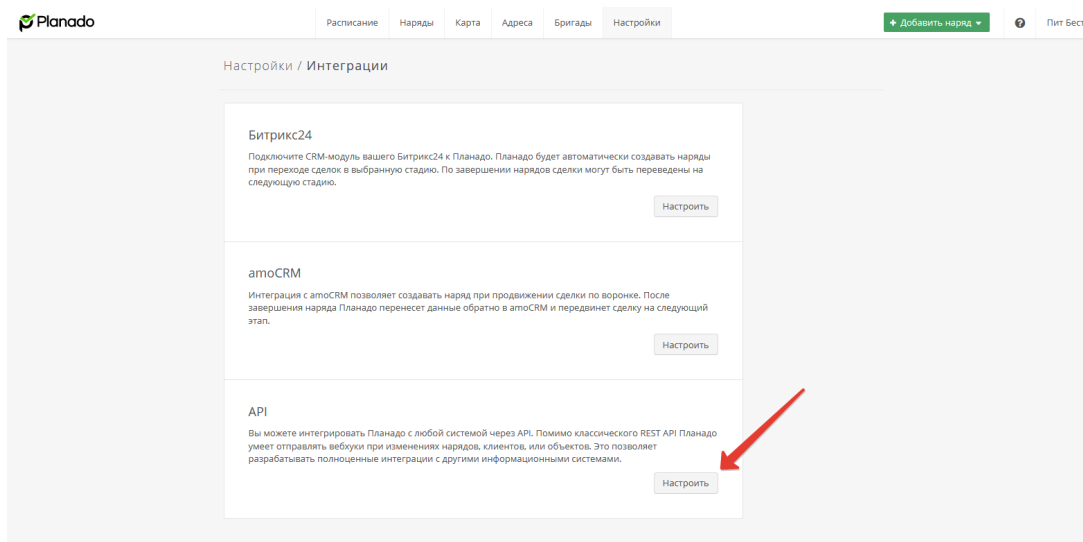 Planado
Расписание Наряды Карта Адреса Бригады Настройки
+ Добавить наряд
? Пит Бест
Настройки / Интеграции
Битрикс24
Подключите CRM-модуль вашего Битрикс24 к Планадо. Планадо будет автоматически создавать наряды
при переходе сделок в выбранную стадию. По завершении нарядов сделки могут быть переведены на
следующую стадию.
Настроить
amoCRM
Интеграция с amoCRM позволяет создавать наряд при продвижении сделки по воронке. После
завершения наряда Планадо перенесет данные обратно в amoCRM и передвинет сделку на следующий
этап.
Настроить
API
Вы можете интегрировать Планадо с любой системой через API. Помимо классического REST API Планадо
умеет отправлять вебхуки при изменениях нарядов, клиентов, или объектов. Это позволяет
разрабатывать полноценные интеграции с другими информационными системами.
Настроить